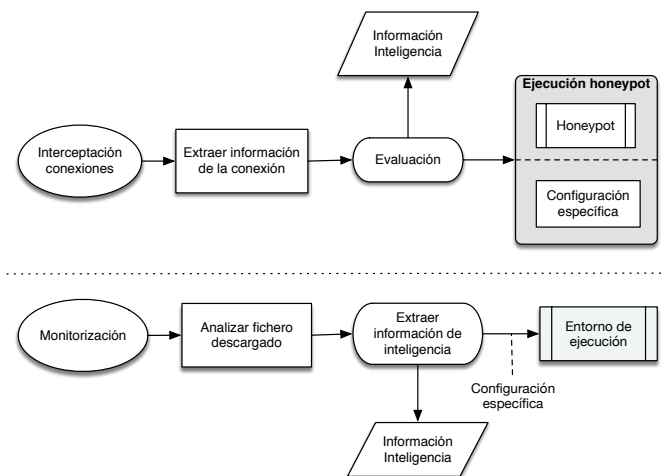 Información
Inteligencia
Ejecución honeypot
Honeypot
Interceptación
conexiones
Extraer información
de la conexión
Evaluación
Configuración
específica
Monitorización
Analizar fichero
descargado
Extraer
información de
inteligencia
Entorno de
ejecución
Configuración
específica
Información
Inteligencia